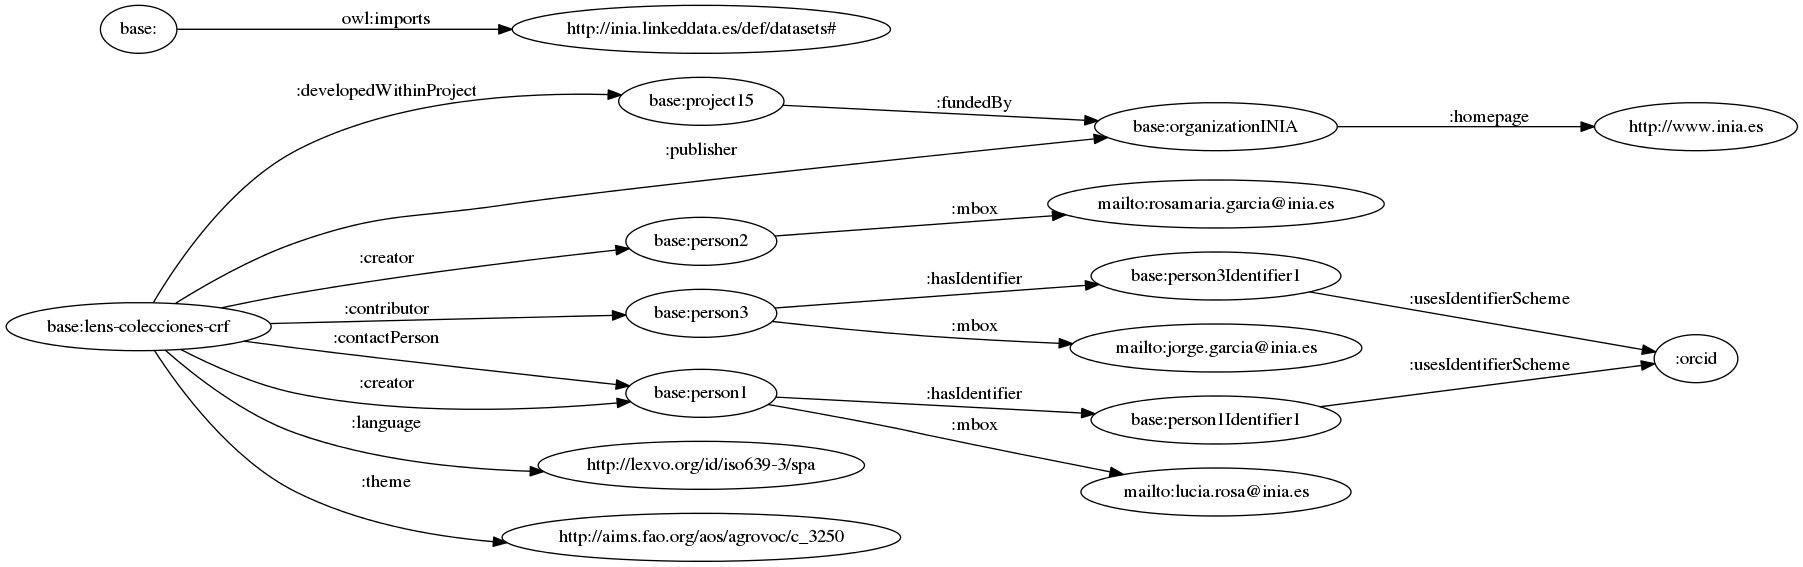 base:
owl:imports
http://inia.linkeddata.es/def/datasets#
:developedWithinProject
base:project15
:fundedBy
base:organizationINIA
:homepage
http://www.inia.es
:publisher
base:lens-colecciones-crf
:creator
base:person2
:mbox
mailto:rosamaria.garcia@inia.es
:contributor
base:person3
:hasIdentifier
base:person3Identifier1
:usesIdentifierScheme
:mbox
mailto:jorge.garcia@inia.es
:orcid
:contactPerson
:creator
base:person1
:hasIdentifier
base:person1Identifier1
:usesIdentifierScheme
:mbox
mailto:lucia.rosa@inia.es
:language
http://lexvo.org/id/iso639-3/spa
:theme
http://aims.fao.org/aos/agrovoc/c_3250